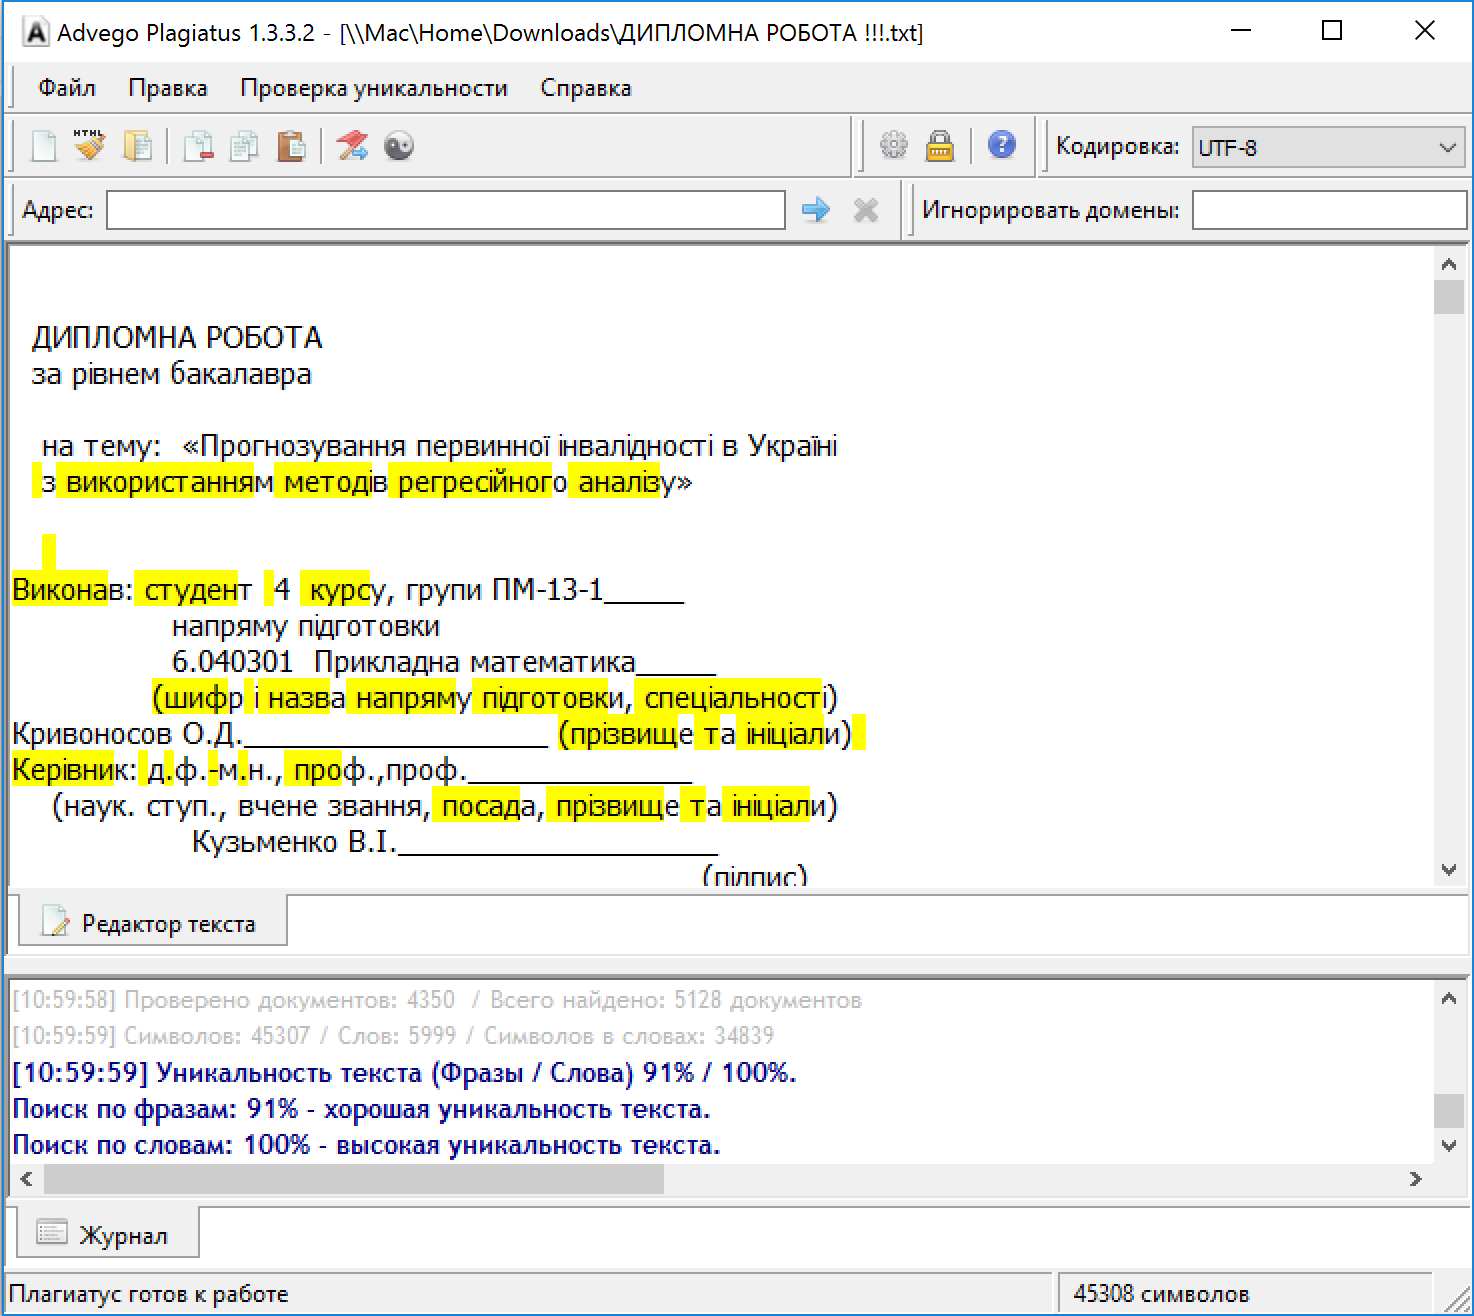 Advego Plagiatus 1.3.3.2 - [\\Mac\Home\Downloads\ДИПЛОМНА РОБОТА !!!.txt]
Файл Правка Проверка уникальности Справка
HTML Кодировка: UTF-8
Адрес: Игнорировать домены:
ДИПЛОМНА РОБОТА
за рівнем бакалавра
на тему: «Прогнозування первинної інвалідності в Україні
з використанням методів регресійного аналізу»
Виконав: студент 4 курсу, групи ПМ-13-1_____
напряму підготовки
6.040301 Прикладна математика_____
(шифр і назва напряму підготовки, спеціальності)
Кривоносов О.Д.___________________ (прізвище та ініціали)
Керівник: д.ф.-м.н., проф.,проф.______________
(наук. ступ., вчене звання, посада, прізвище та ініціали)
Кузьменко В.І.____________________
(підпис)
Редактор текста
[10:59:58] Проверено документов: 4350 / Всего найдено: 5128 документов
[10:59:59] Символов: 45307 / Слов: 5999 / Символов в словах: 34839
[10:59:59] Уникальность текста (Фразы / Слова) 91% / 100%.
Поиск по фразам: 91% - хорошая уникальность текста.
Поиск по словам: 100% - высокая уникальность текста.
Журнал
Плагиатус готов к работе 45308 символов